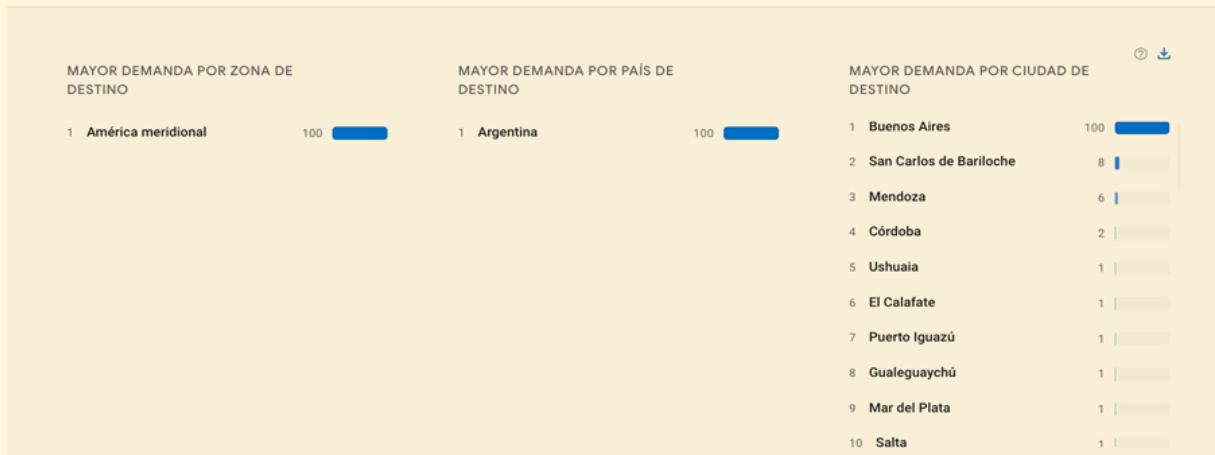 MAYOR DEMANDA POR ZONA DE
DESTINO
1 América meridional 100
MAYOR DEMANDA POR PAÍS DE
DESTINO
1 Argentina 100
MAYOR DEMANDA POR CIUDAD DE
DESTINO
1 Buenos Aires 100
2 San Carlos de Bariloche 8
3 Mendoza 6
4 Córdoba 2
5 Ushuaia 1
6 El Calafate 1
7 Puerto Iguazú 1
8 Gualeguaychú 1
9 Mar del Plata 1
10 Salta 1